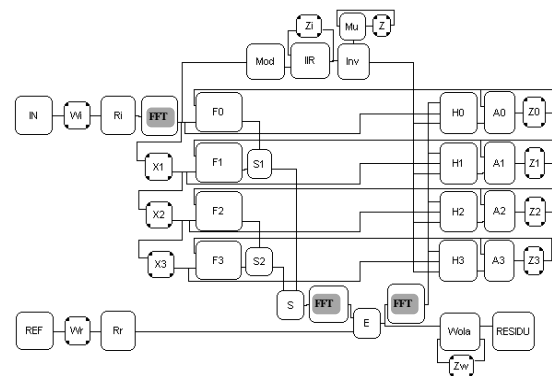 Zi
Mu
Z
Mod
IIR
Inv
IN
Wi
Ri
FFT
F0
H0
A0
Z0
X1
F1
S1
H1
A1
Z1
X2
F2
H2
A2
Z2
X3
F3
S2
H3
A3
Z3
S
FFT
FFT
E
REF
Wr
Rr
Wola
RESIDU
Zw